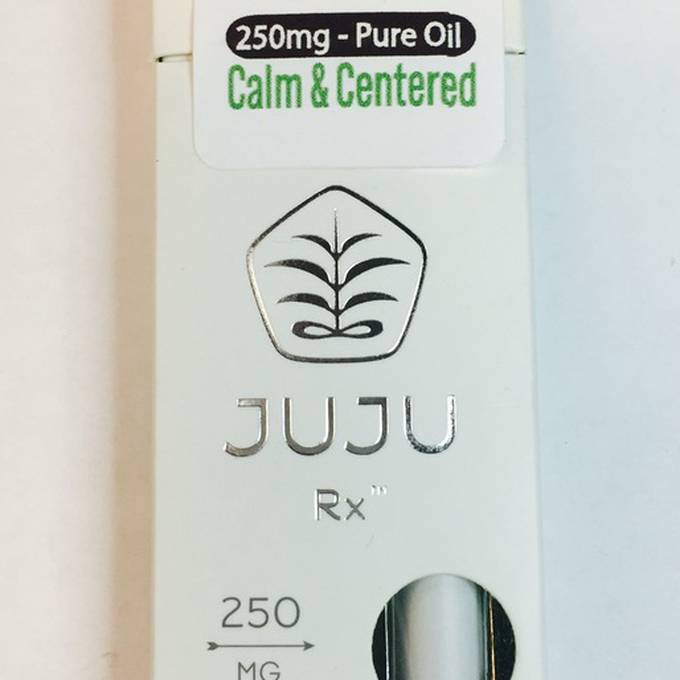 250mg - Pure Oil
Calm & Centered
JUJU
Rx™
250
MG